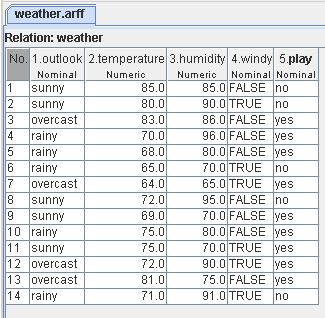 weather.arff
Relation: weather
No. 1.outlook 2.temperature 3.humidity 4.windy 5.play
Nominal Numeric Numeric Nominal Nominal
1 sunny 85.0 85.0 FALSE no
2 sunny 80.0 90.0 TRUE no
3 overcast 83.0 86.0 FALSE yes
4 rainy 70.0 96.0 FALSE yes
5 rainy 68.0 80.0 FALSE yes
6 rainy 65.0 70.0 TRUE no
7 overcast 64.0 65.0 TRUE yes
8 sunny 72.0 95.0 FALSE no
9 sunny 69.0 70.0 FALSE yes
10 rainy 75.0 80.0 FALSE yes
11 sunny 75.0 70.0 TRUE yes
12 overcast 72.0 90.0 TRUE yes
13 overcast 81.0 75.0 FALSE yes
14 rainy 71.0 91.0 TRUE no